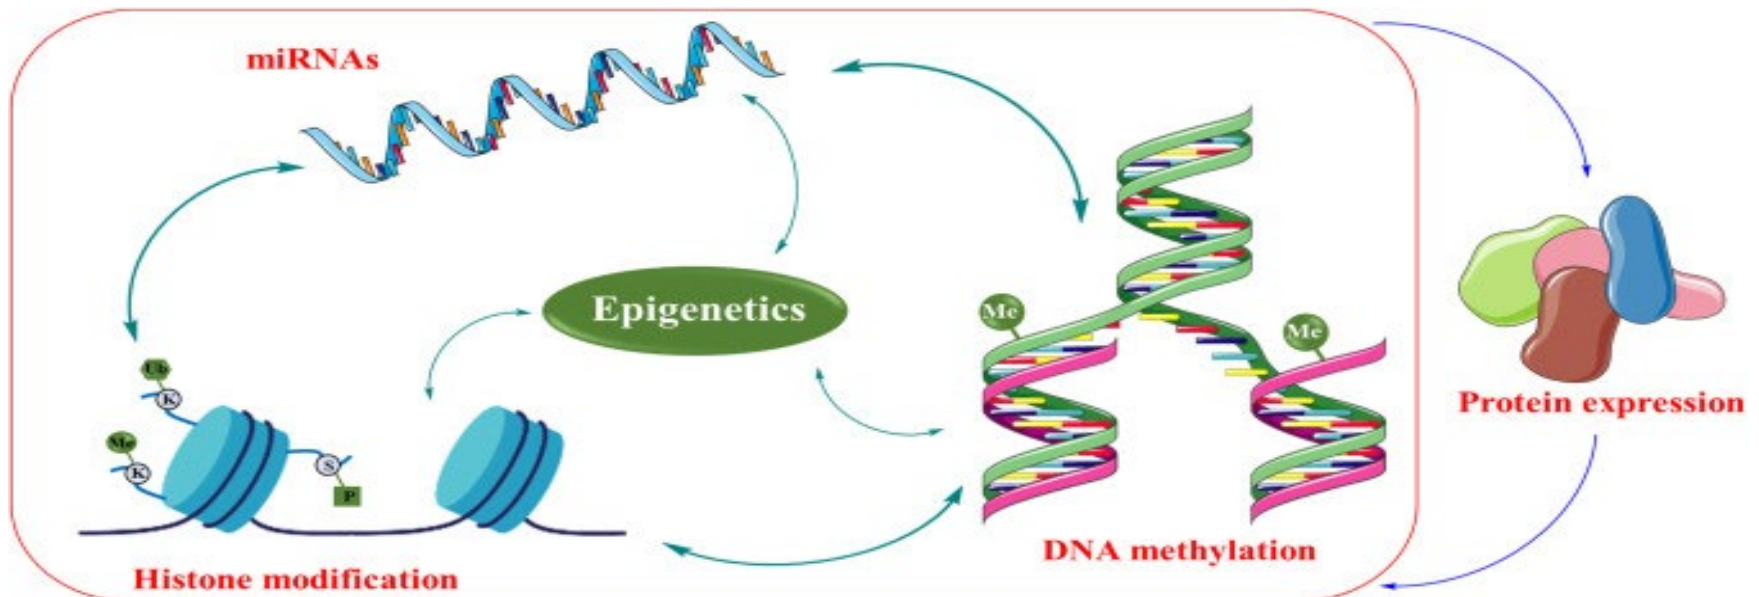 miRNAs
Epigenetics
Me
Me
Ub
K
Me
K
S
P
Protein expression
DNA methylation
Histone modification